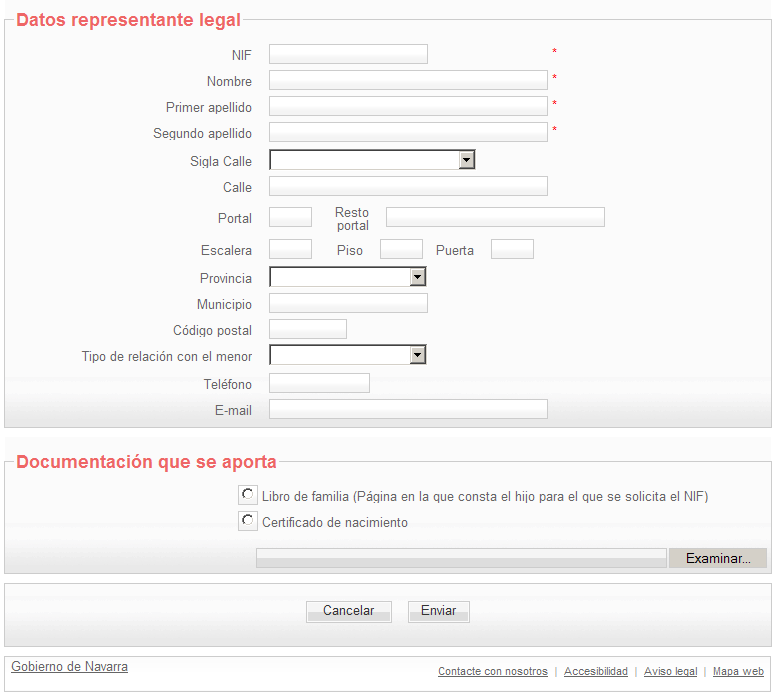 Datos representante legal
NIF *
Nombre *
Primer apellido *
Segundo apellido *
Sigla Calle
Calle
Portal Resto portal
Escalera Piso Puerta
Provincia
Municipio
Código postal
Tipo de relación con el menor
Teléfono
E-mail
Documentación que se aporta
Libro de familia (Página en la que consta el hijo para el que se solicita el NIF)
Certificado de nacimiento
Examinar...
Cancelar Enviar
Gobierno de Navarra
Contacte con nosotros | Accesibilidad | Aviso legal | Mapa web